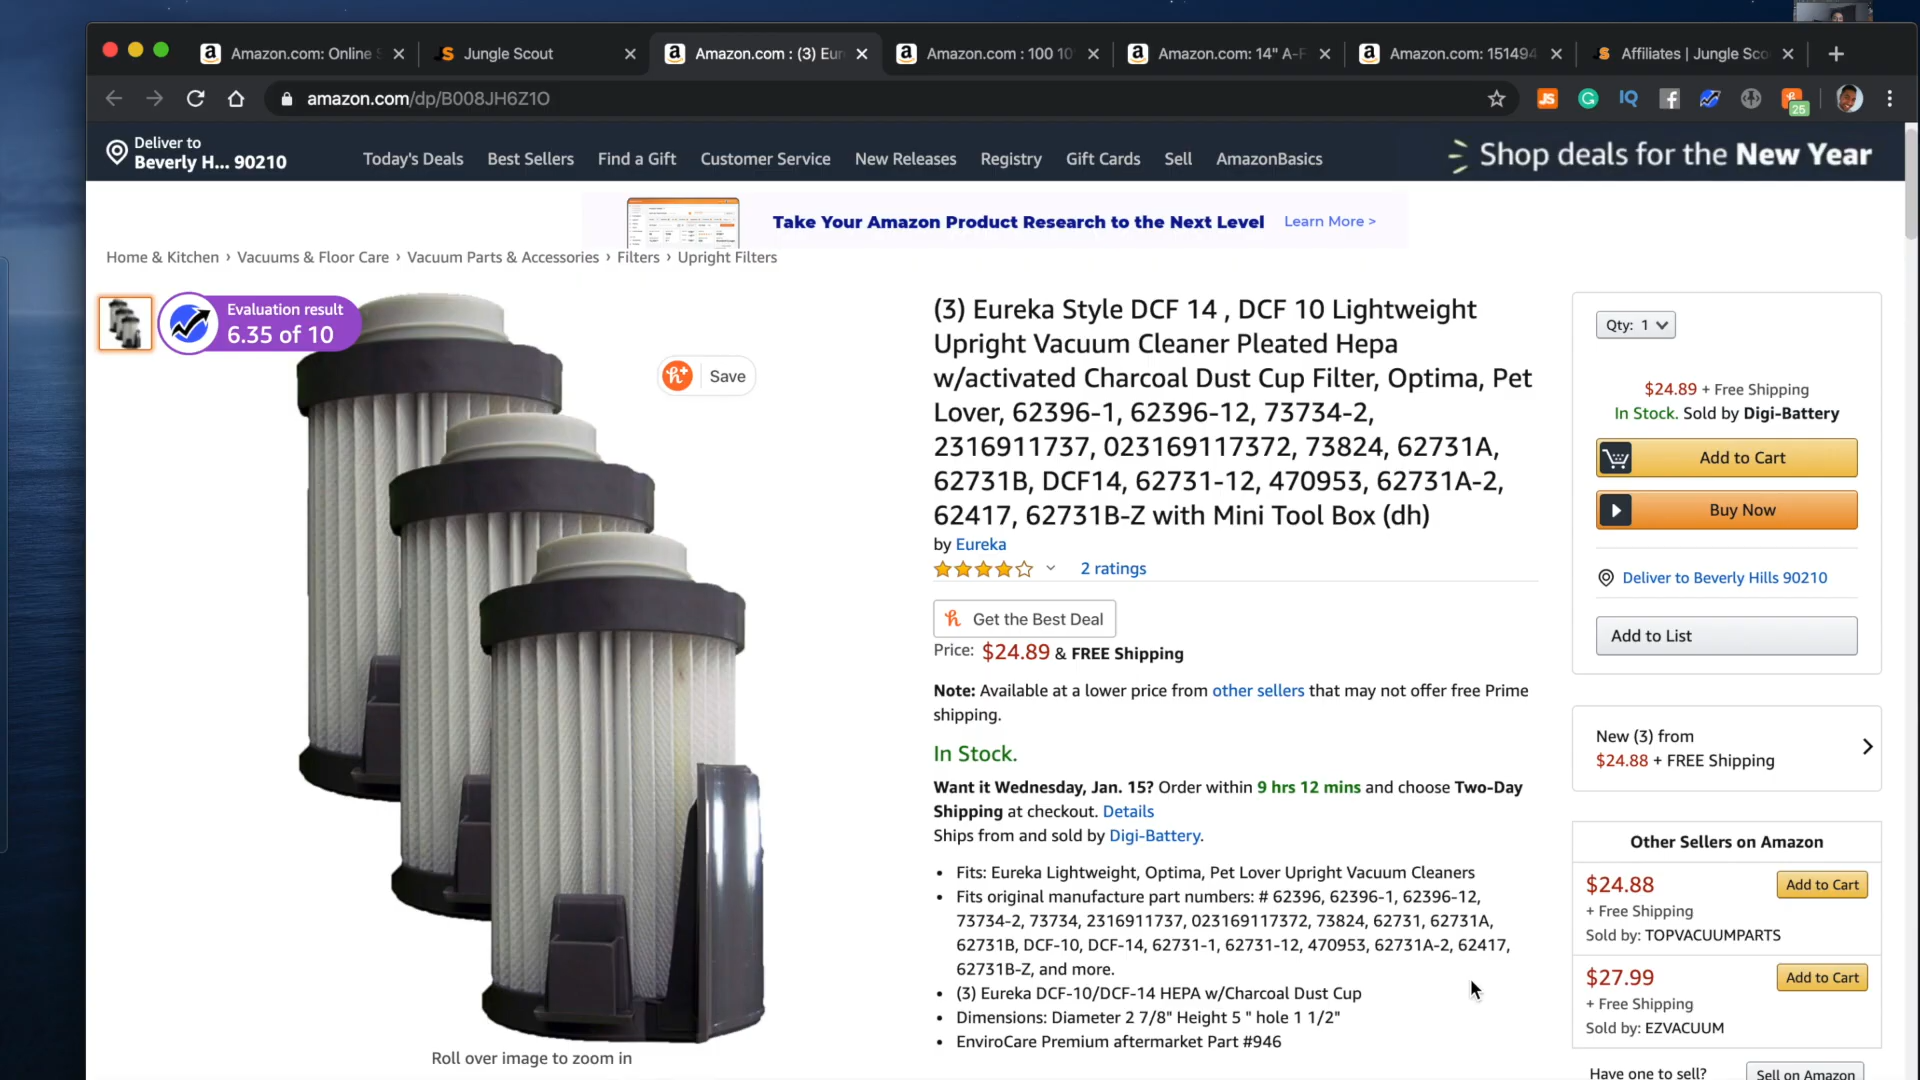 Amazon.com: Online S
Jungle Scout
Amazon.com : (3) Eur
Amazon.com : 100 10
Amazon.com: 14" A-F
Amazon.com: 151494
Affiliates | Jungle Sco
amazon.com/dp/B008JH6Z1O
JS
G
IQ
25
Deliver to
Beverly H... 90210
Today's Deals
Best Sellers
Find a Gift
Customer Service
New Releases
Registry
Gift Cards
Sell
AmazonBasics
Shop deals for the New Year
Take Your Amazon Product Research to the Next Level
Learn More >
Home & Kitchen › Vacuums & Floor Care › Vacuum Parts & Accessories › Filters › Upright Filters
Evaluation result
6.35 of 10
Save
Roll over image to zoom in
(3) Eureka Style DCF 14 , DCF 10 Lightweight
Upright Vacuum Cleaner Pleated Hepa
w/activated Charcoal Dust Cup Filter, Optima, Pet
Lover, 62396-1, 62396-12, 73734-2,
2316911737, 023169117372, 73824, 62731A,
62731B, DCF14, 62731-12, 470953, 62731A-2,
62417, 62731B-Z with Mini Tool Box (dh)
by Eureka
2 ratings
Get the Best Deal
Price: $24.89 & FREE Shipping
Note: Available at a lower price from other sellers that may not offer free Prime
shipping.
In Stock.
Want it Wednesday, Jan. 15? Order within 9 hrs 12 mins and choose Two-Day
Shipping at checkout. Details
Ships from and sold by Digi-Battery.
• Fits: Eureka Lightweight, Optima, Pet Lover Upright Vacuum Cleaners
• Fits original manufacture part numbers: # 62396, 62396-1, 62396-12,
73734-2, 73734, 2316911737, 023169117372, 73824, 62731, 62731A,
62731B, DCF-10, DCF-14, 62731-1, 62731-12, 470953, 62731A-2, 62417,
62731B-Z, and more.
• (3) Eureka DCF-10/DCF-14 HEPA w/Charcoal Dust Cup
• Dimensions: Diameter 2 7/8" Height 5 " hole 1 1/2"
• EnviroCare Premium aftermarket Part #946
Qty: 1
$24.89 + Free Shipping
In Stock. Sold by Digi-Battery
Add to Cart
Buy Now
Deliver to Beverly Hills 90210
Add to List
New (3) from
$24.88 + FREE Shipping
Other Sellers on Amazon
$24.88
Add to Cart
+ Free Shipping
Sold by: TOPVACUUMPARTS
$27.99
Add to Cart
+ Free Shipping
Sold by: EZVACUUM
Have one to sell?
Sell on Amazon